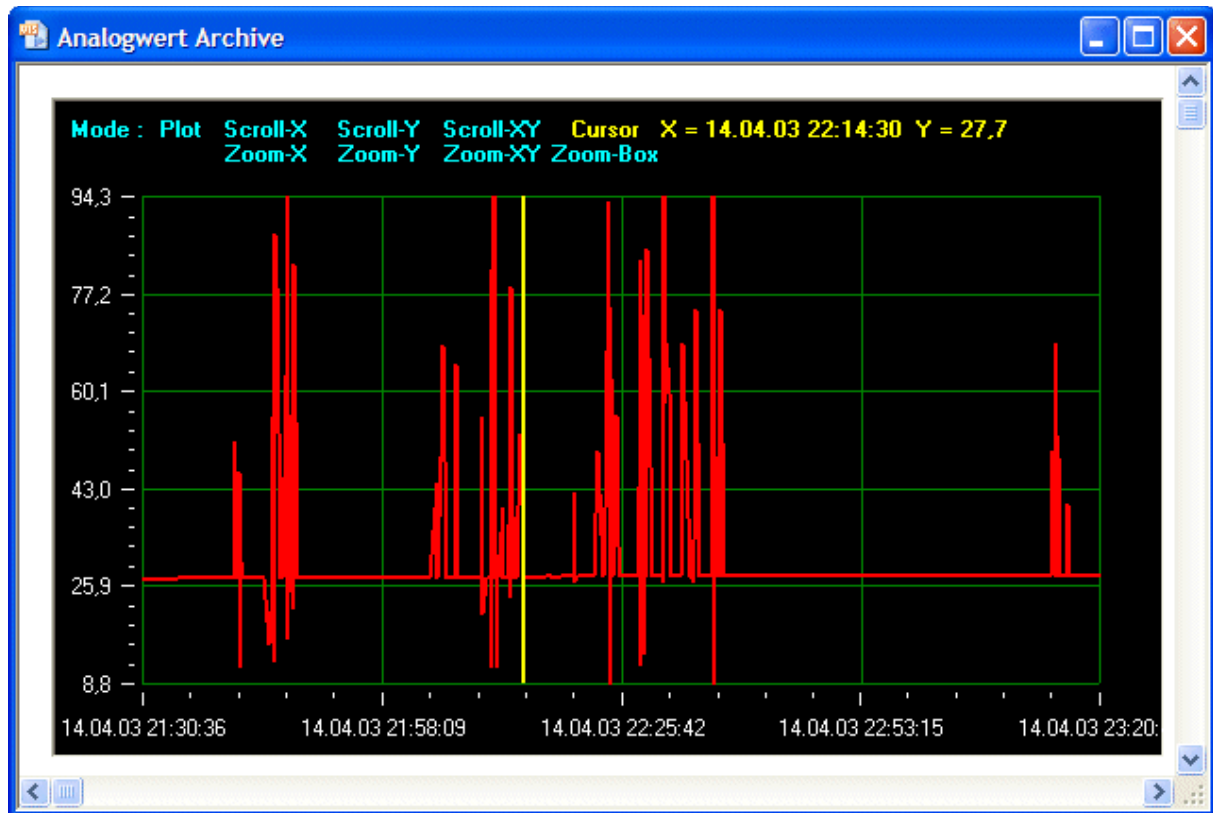 Analogwert Archive
Mode : Plot Scroll-X Scroll-Y Scroll-XY Cursor X = 14.04.03 22:14:30 Y = 27,7
Zoom-X Zoom-Y Zoom-XY Zoom-Box
94,3
77,2
60,1
43,0
25,9
8,8
14.04.03 21:30:36 14.04.03 21:58:09 14.04.03 22:25:42 14.04.03 22:53:15 14.04.03 23:20: